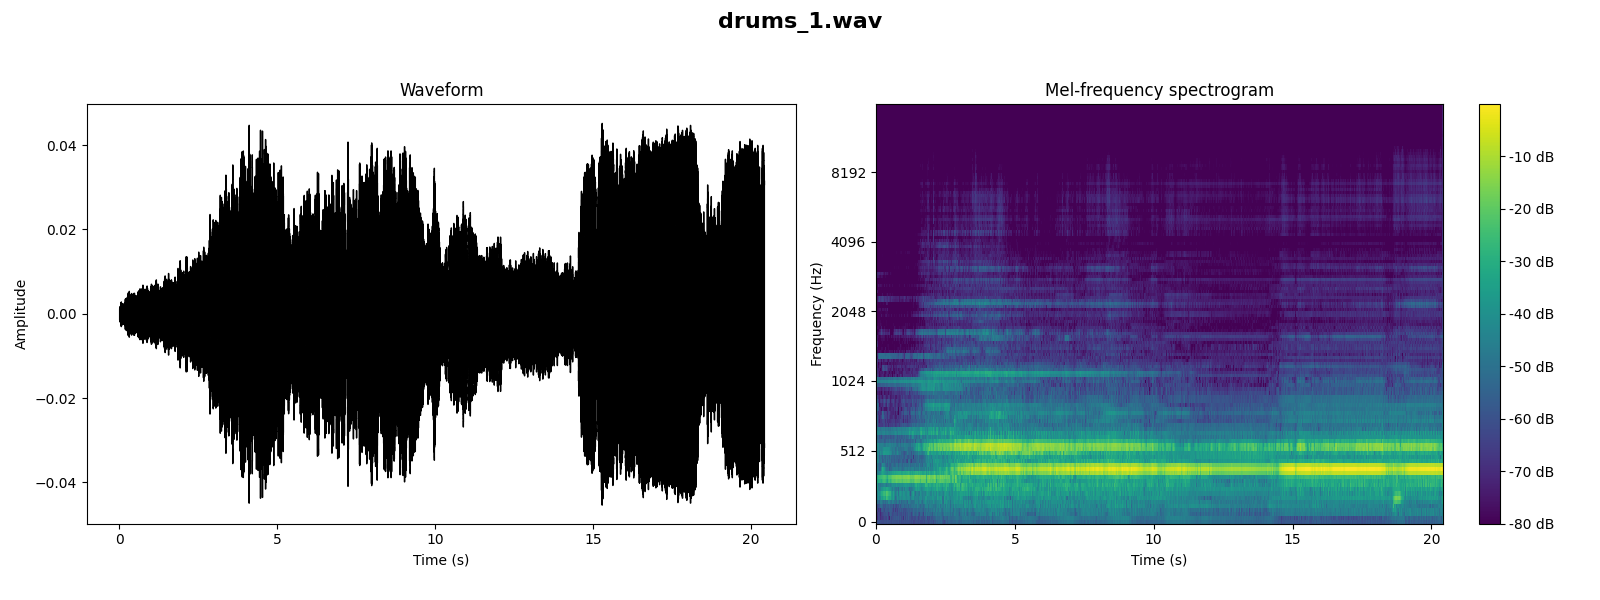 drums_1.wav
Waveform
Amplitude
0.04
0.02
0.00
−0.02
−0.04
0 5 10 15 20
Time (s)
Mel-frequency spectrogram
Frequency (Hz)
8192
4096
2048
1024
512
0
0 5 10 15 20
Time (s)
-10 dB
-20 dB
-30 dB
-40 dB
-50 dB
-60 dB
-70 dB
-80 dB